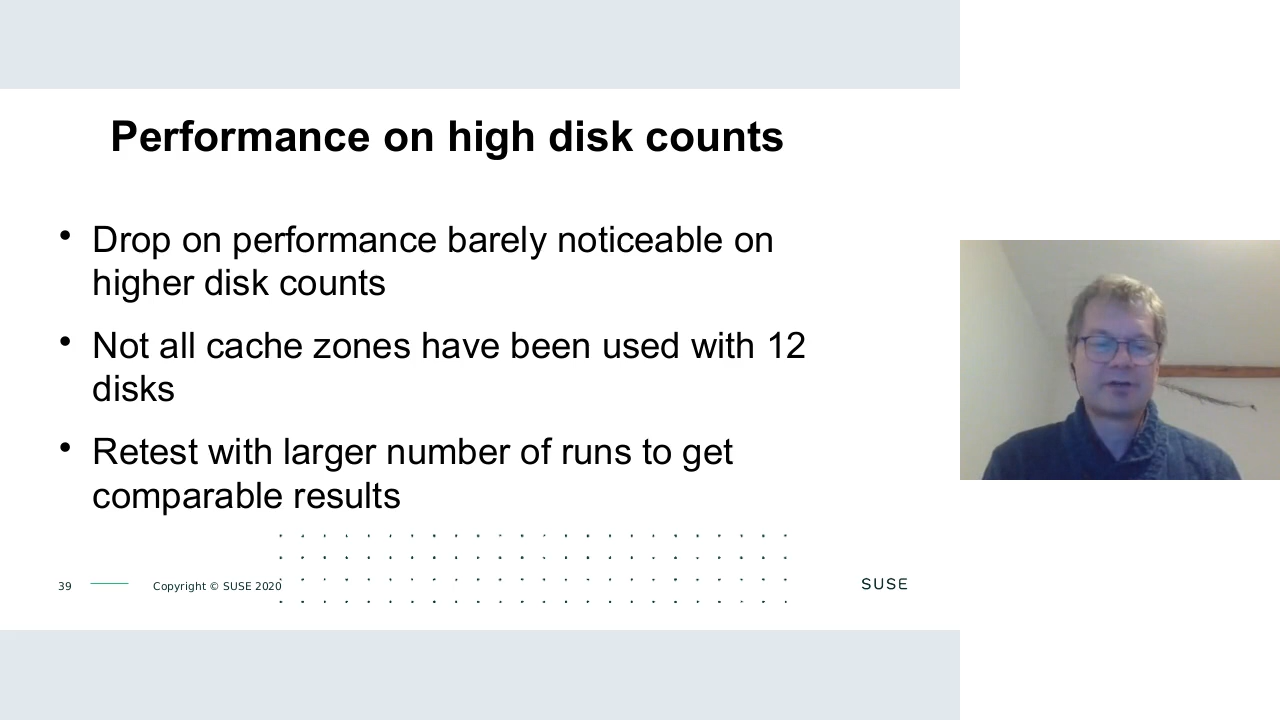 Performance on high disk counts
• Drop on performance barely noticeable on
higher disk counts
• Not all cache zones have been used with 12
disks
• Retest with larger number of runs to get
comparable results
39
Copyright © SUSE 2020
SUSE